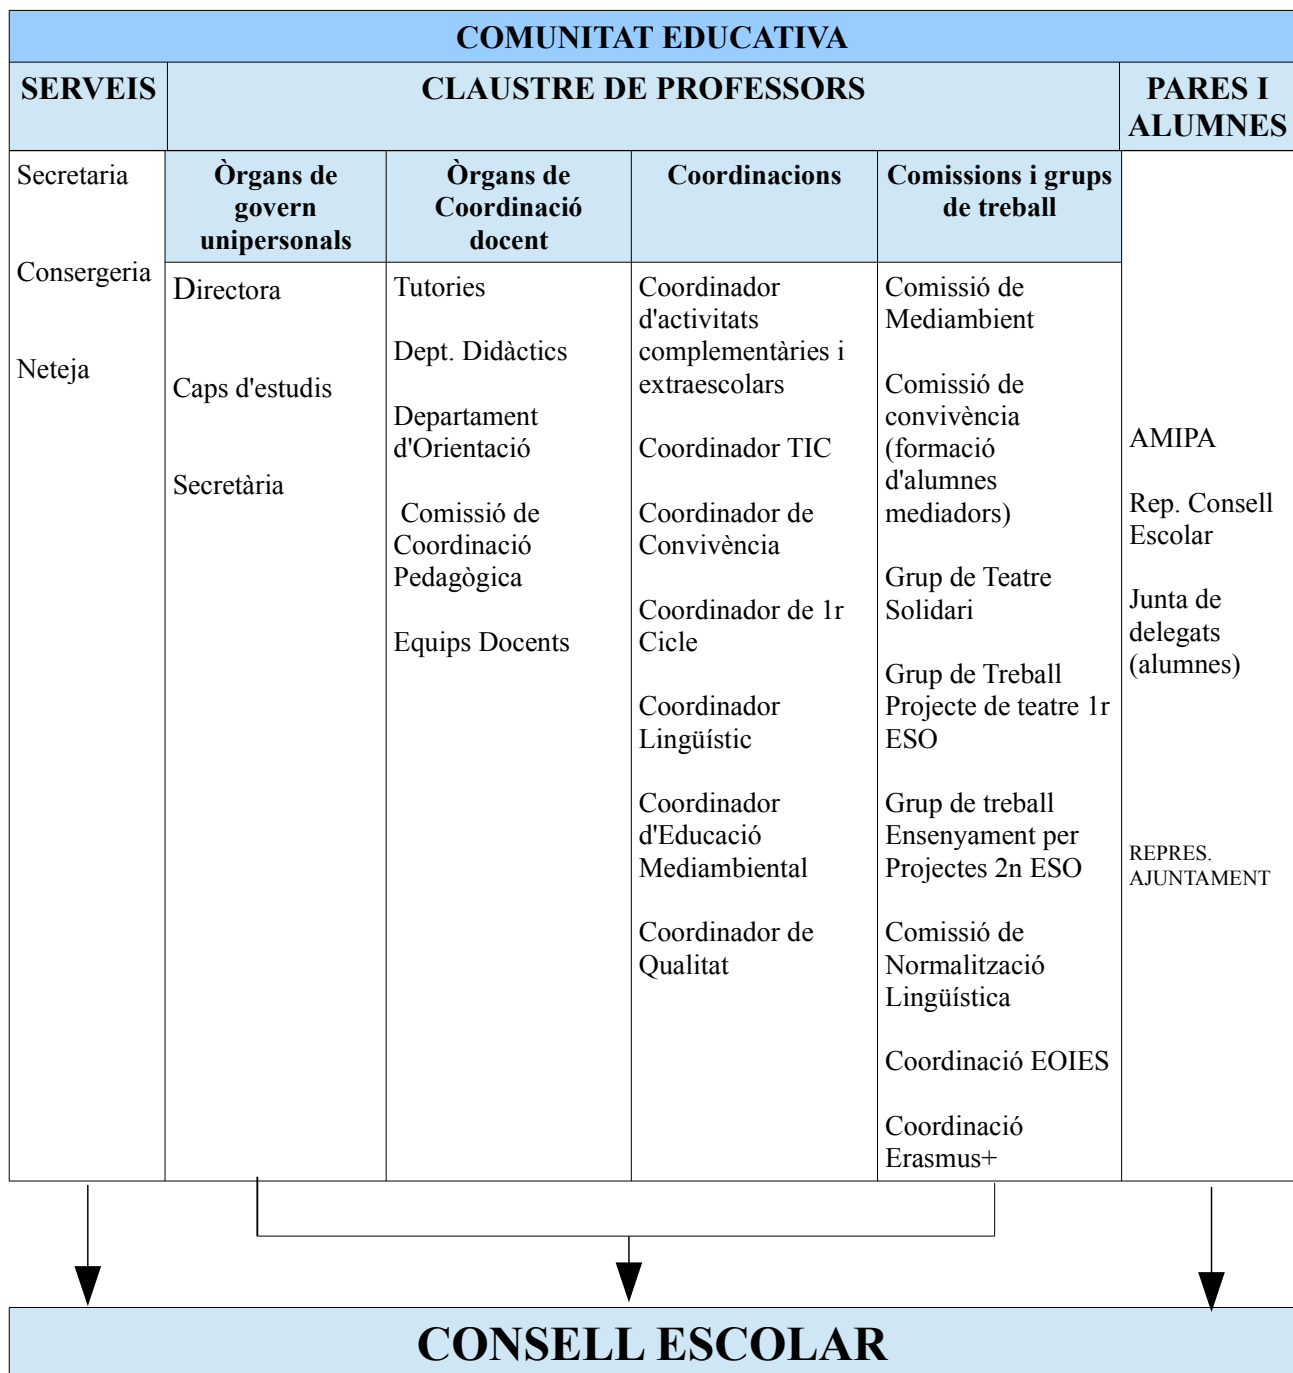 COMUNITAT EDUCATIVA
SERVEIS
CLAUSTRE DE PROFESSORS
PARES I
ALUMNES
Secretaria
Consergeria
Neteja
Òrgans de
govern
unipersonals
Directora
Caps d'estudis
Secretària
Òrgans de
Coordinació
docent
Tutories
Dept. Didàctics
Departament
d'Orientació
Comissió de
Coordinació
Pedagògica
Equips Docents
Coordinacions
Coordinador
d'activitats
complementàries i
extraescolars
Coordinador TIC
Coordinador de
Convivència
Coordinador de 1r
Cicle
Coordinador
Lingüístic
Coordinador
d'Educació
Mediambiental
Coordinador de
Qualitat
Comissions i grups
de treball
Comissió de
Mediambient
Comissió de
convivència
(formació
d'alumnes
mediadors)
Grup de Teatre
Solidari
Grup de Treball
Projecte de teatre 1r
ESO
Grup de treball
Ensenyament per
Projectes 2n ESO
Comissió de
Normalització
Lingüística
Coordinació EOIES
Coordinació
Erasmus+
AMIPA
Rep. Consell
Escolar
Junta de
delegats
(alumnes)
REPRES.
AJUNTAMENT
CONSELL ESCOLAR